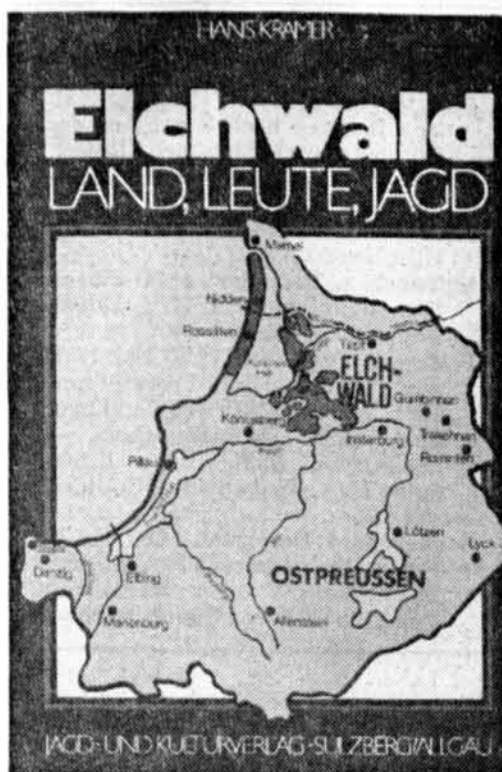 HANS KRAMER
Elchwald
LAND, LEUTE, JAGD
Memel
Nidden
Rossitten
Tilsit
ELCH-
WALD
Gumbinnen
Königsberg
Insterburg
Trakehnen
Rominten
Pillau
Lötzen
Lyck
Danzig
Elbing
OSTPREUSSEN
Marienburg
Allenstein
JAGD- UND KULTURVERLAG · SULZBERG/ALLGÄU